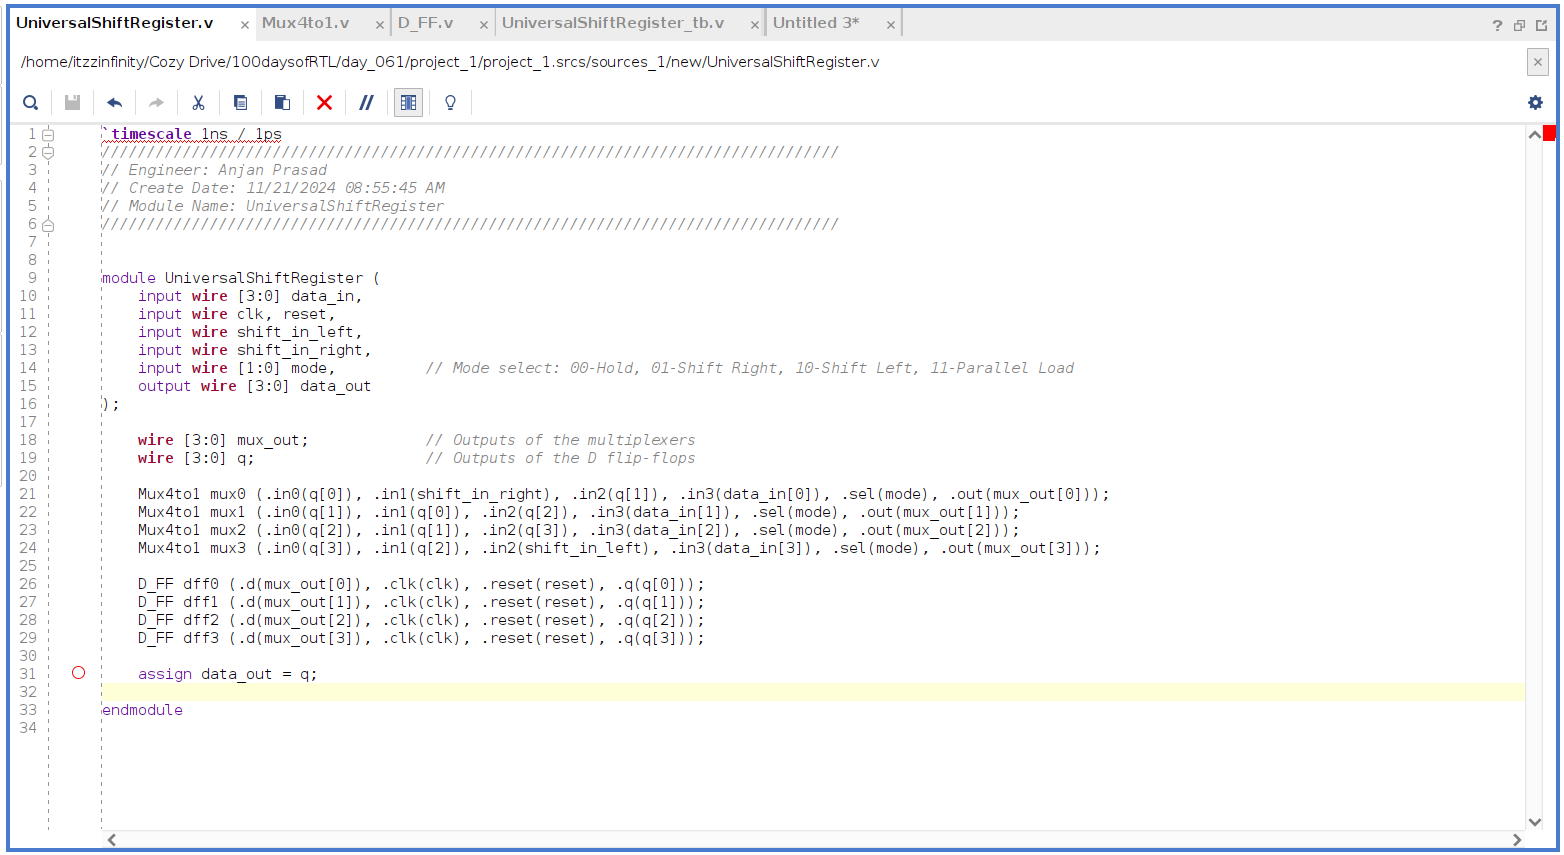 UniversalShiftRegister.v × Mux4to1.v × D_FF.v × UniversalShiftRegister_tb.v × Untitled 3* ×
/home/itzzinfinity/Cozy Drive/100daysofRTL/day_061/project_1/project_1.srcs/sources_1/new/UniversalShiftRegister.v
1 `timescale 1ns / 1ps
2 //////////////////////////////////////////////////////////////////////////////////
3 // Engineer: Anjan Prasad
4 // Create Date: 11/21/2024 08:55:45 AM
5 // Module Name: UniversalShiftRegister
6 //////////////////////////////////////////////////////////////////////////////////
7
8
9 module UniversalShiftRegister (
10     input wire [3:0] data_in,
11     input wire clk, reset,
12     input wire shift_in_left,
13     input wire shift_in_right,
14     input wire [1:0] mode,          // Mode select: 00-Hold, 01-Shift Right, 10-Shift Left, 11-Parallel Load
15     output wire [3:0] data_out
16 );
17
18     wire [3:0] mux_out;             // Outputs of the multiplexers
19     wire [3:0] q;                   // Outputs of the D flip-flops
20
21     Mux4to1 mux0 (.in0(q[0]), .in1(shift_in_right), .in2(q[1]), .in3(data_in[0]), .sel(mode), .out(mux_out[0]));
22     Mux4to1 mux1 (.in0(q[1]), .in1(q[0]), .in2(q[2]), .in3(data_in[1]), .sel(mode), .out(mux_out[1]));
23     Mux4to1 mux2 (.in0(q[2]), .in1(q[1]), .in2(q[3]), .in3(data_in[2]), .sel(mode), .out(mux_out[2]));
24     Mux4to1 mux3 (.in0(q[3]), .in1(q[2]), .in2(shift_in_left), .in3(data_in[3]), .sel(mode), .out(mux_out[3]));
25
26     D_FF dff0 (.d(mux_out[0]), .clk(clk), .reset(reset), .q(q[0]));
27     D_FF dff1 (.d(mux_out[1]), .clk(clk), .reset(reset), .q(q[1]));
28     D_FF dff2 (.d(mux_out[2]), .clk(clk), .reset(reset), .q(q[2]));
29     D_FF dff3 (.d(mux_out[3]), .clk(clk), .reset(reset), .q(q[3]));
30
31     assign data_out = q;
32
33 endmodule
34